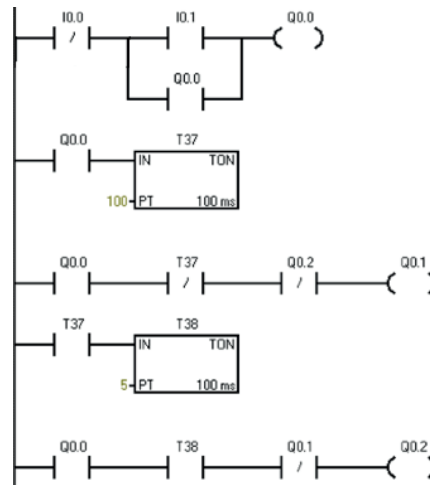 I0.0 I0.1 Q0.0
Q0.0
Q0.0 T37
IN TON
100 PT 100 ms
Q0.0 T37 Q0.2 Q0.1
T37 T38
IN TON
5 PT 100 ms
Q0.0 T38 Q0.1 Q0.2